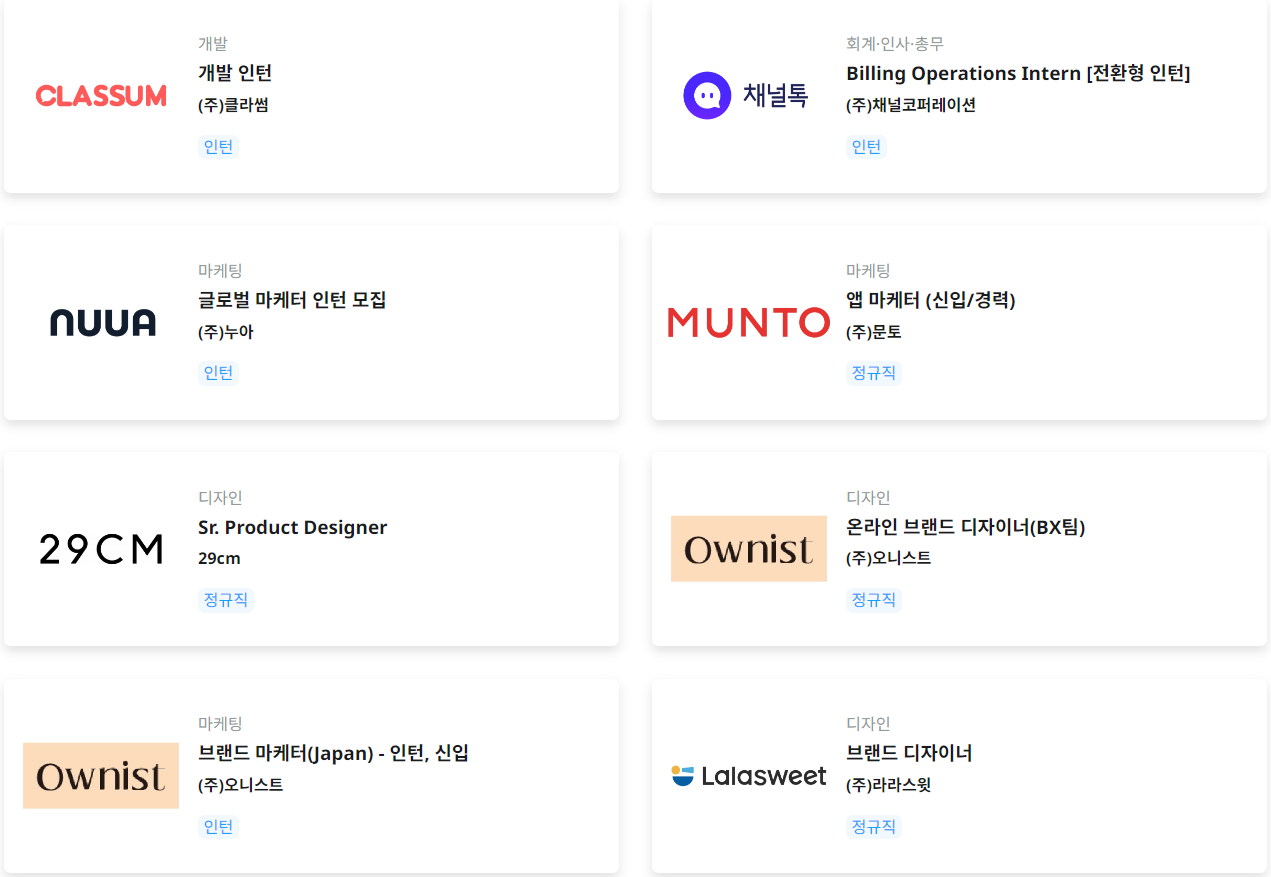 CLASSUM
개발
개발 인턴
(주)클라썸
인턴
채널톡
회계·인사·총무
Billing Operations Intern [전환형 인턴]
(주)채널코퍼레이션
인턴
NUUA
마케팅
글로벌 마케터 인턴 모집
(주)누아
인턴
MUNTO
마케팅
앱 마케터 (신입/경력)
(주)문토
정규직
29CM
디자인
Sr. Product Designer
29cm
정규직
Ownist
디자인
온라인 브랜드 디자이너(BX팀)
(주)오니스트
정규직
Ownist
마케팅
브랜드 마케터(Japan) - 인턴, 신입
(주)오니스트
인턴
Lalasweet
디자인
브랜드 디자이너
(주)라라스윗
정규직